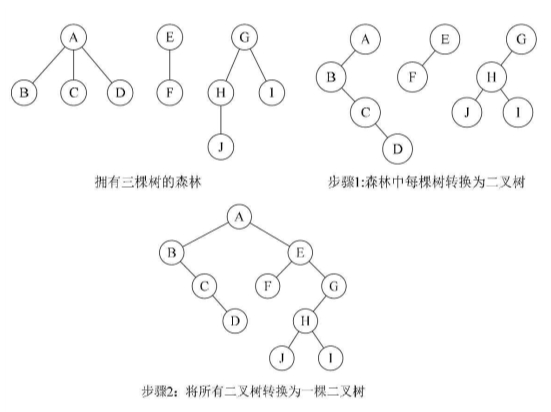 A E G A E G
B C D F H I B F H
J C J I
D
拥有三棵树的森林 步骤1:森林中每棵树转换为二叉树
A
B E
C F G
D H
J I
步骤2：将所有二叉树转换为一棵二叉树